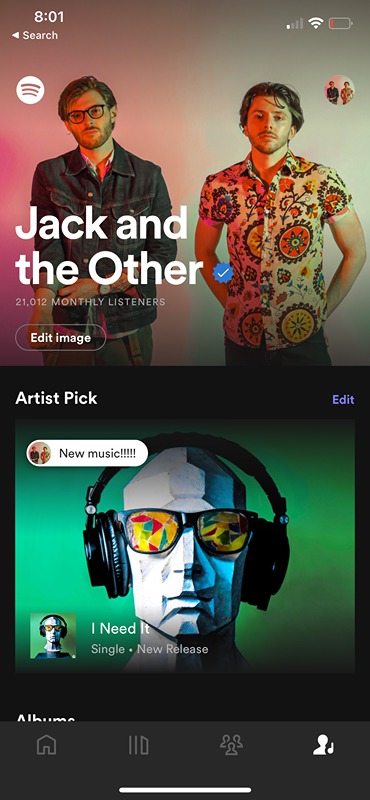 8:01
◀ Search
Jack and
the Other
21,012 MONTHLY LISTENERS
Edit image
Artist Pick
Edit
New music!!!!!
I Need It
Single • New Release
Albums